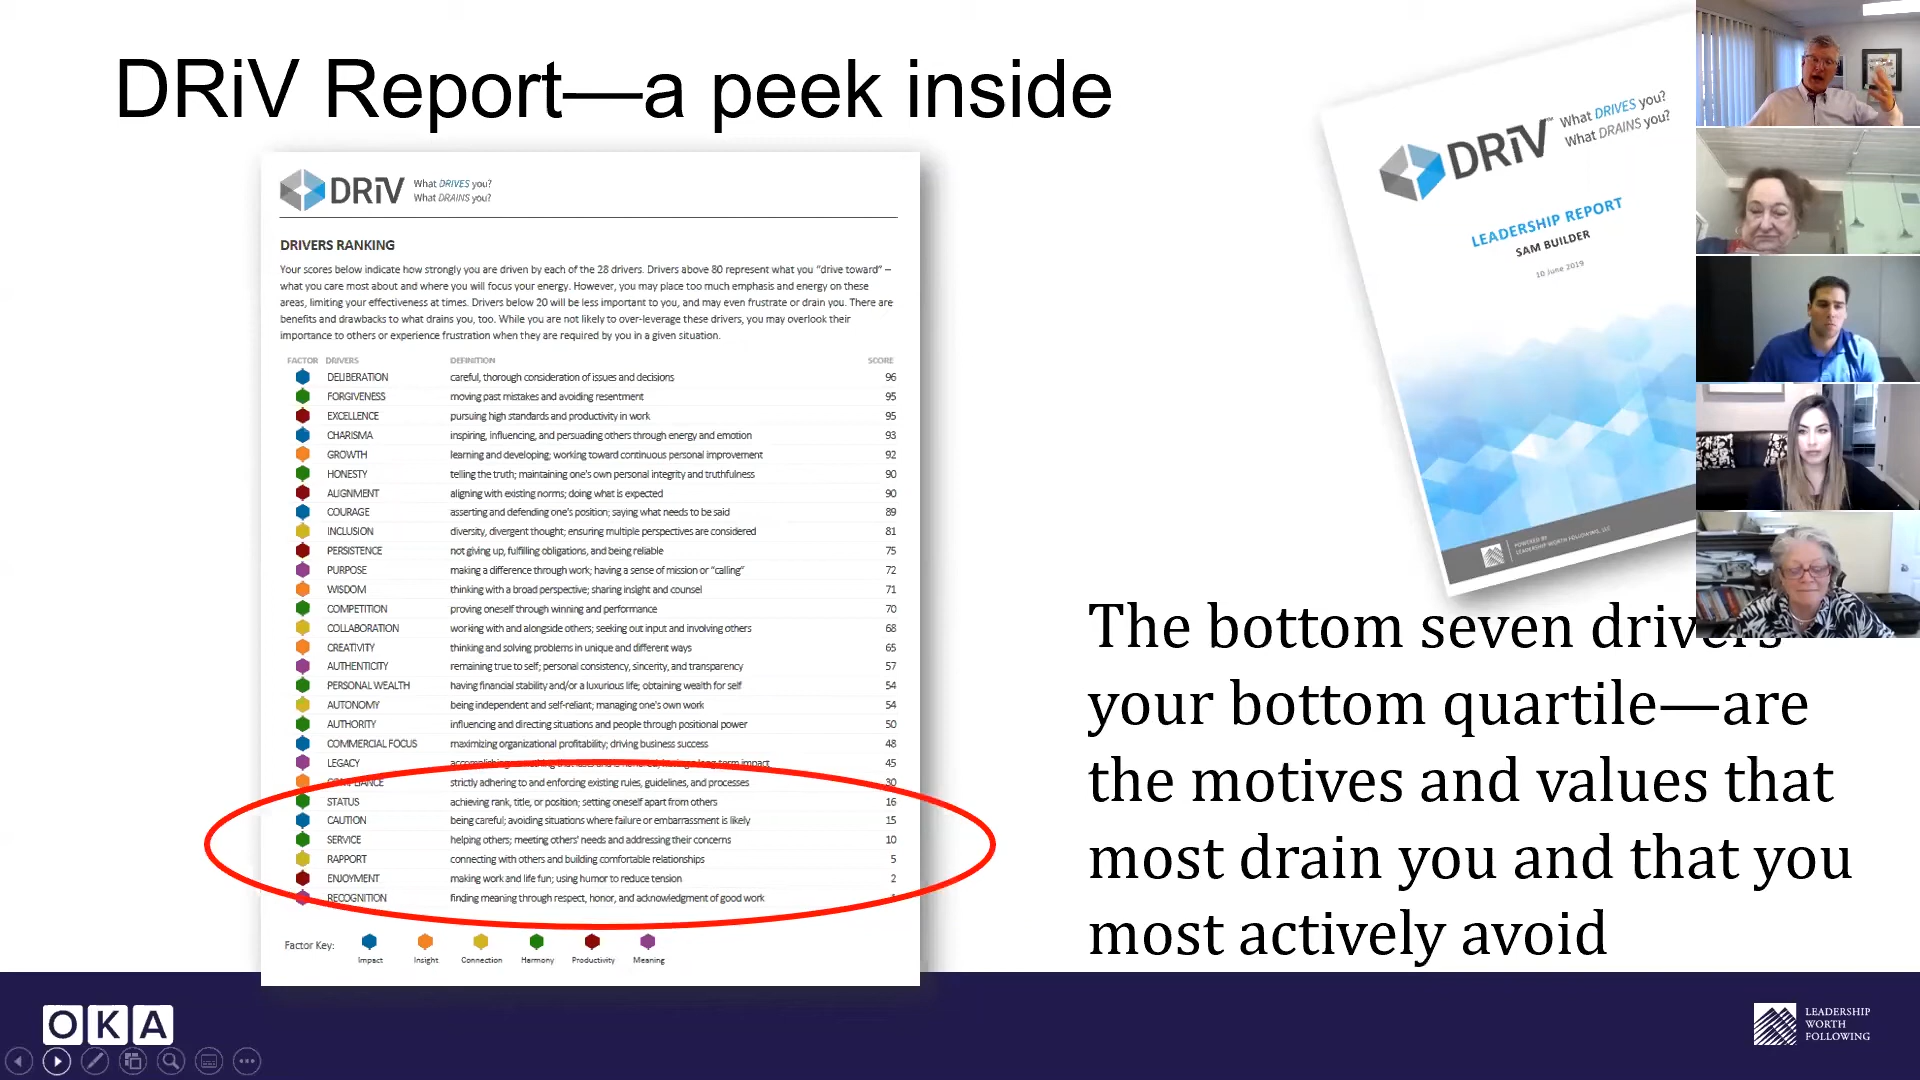 DRiV Report—a peek inside
DRiV What DRIVES you?
What DRAINS you?
DRIVERS RANKING
Your scores below indicate how strongly you are driven by each of the 28 drivers. Drivers above 80 represent what you “drive toward” –
what you care most about and where you will focus your energy. However, you may place too much emphasis and energy on these
areas, limiting your effectiveness at times. Drivers below 20 will be less important to you, and may even frustrate or drain you. There are
benefits and drawbacks to what drains you, too. While you are not likely to over-leverage these drivers, you may overlook their
importance to others or experience frustration when they are required by you in a given situation.
FACTOR DRIVERS DEFINITION SCORE
DELIBERATION careful, thorough consideration of issues and decisions 96
FORGIVENESS moving past mistakes and avoiding resentment 95
EXCELLENCE pursuing high standards and productivity in work 95
CHARISMA inspiring, influencing, and persuading others through energy and emotion 93
GROWTH learning and developing; working toward continuous personal improvement 92
HONESTY telling the truth; maintaining one's own personal integrity and truthfulness 90
ALIGNMENT aligning with existing norms; doing what is expected 90
COURAGE asserting and defending one's position; saying what needs to be said 89
INCLUSION diversity, divergent thought; ensuring multiple perspectives are considered 81
PERSISTENCE not giving up, fulfilling obligations, and being reliable 75
PURPOSE making a difference through work; having a sense of mission or “calling” 72
WISDOM thinking with a broad perspective; sharing insight and counsel 71
COMPETITION proving oneself through winning and performance 70
COLLABORATION working with and alongside others; seeking out input and involving others 68
CREATIVITY thinking and solving problems in unique and different ways 65
AUTHENTICITY remaining true to self; personal consistency, sincerity, and transparency 57
PERSONAL WEALTH having financial stability and/or a luxurious life; obtaining wealth for self 54
AUTONOMY being independent and self-reliant; managing one's own work 54
AUTHORITY influencing and directing situations and people through positional power 50
COMMERCIAL FOCUS maximizing organizational profitability; driving business success 48
LEGACY 45
COMPLIANCE strictly adhering to and enforcing existing rules, guidelines, and processes 30
STATUS achieving rank, title, or position; setting oneself apart from others 16
CAUTION being careful; avoiding situations where failure or embarrassment is likely 15
SERVICE helping others; meeting others' needs and addressing their concerns 10
RAPPORT connecting with others and building comfortable relationships 5
ENJOYMENT making work and life fun; using humor to reduce tension 2
RECOGNITION finding meaning through respect, honor, and acknowledgment of good work
Factor Key: Impact Insight Connection Harmony Productivity Meaning
DRiV™ What DRIVES you?
What DRAINS you?
LEADERSHIP REPORT
SAM BUILDER
10 June 2019
POWERED BY
LEADERSHIP WORTH FOLLOWING, LLC
The bottom seven drivers
your bottom quartile—are
the motives and values that
most drain you and that you
most actively avoid
OKA
LEADERSHIP
WORTH
FOLLOWING